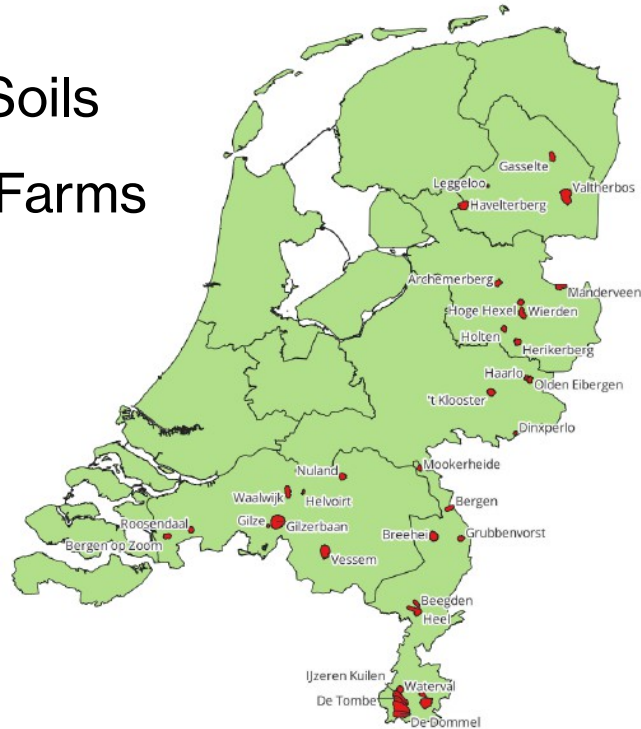 Soils
Farms
Gasselte
Leggeloo
Valtherbos
Havelterberg
Archemerberg
Manderveen
Hoge Hexel
Wierden
Holten
Herikerberg
Haarlo
Olden Eibergen
't Klooster
Dinxperlo
Mookerheide
Nuland
Waalwijk
Helvoirt
Bergen
Roosendaal
Gilze
Gilzerbaan
Breehei
Grubbenvorst
Bergen op Zoom
Vessem
Beegden
Heel
IJzeren Kuilen
Waterval
De Tombe
De Dommel